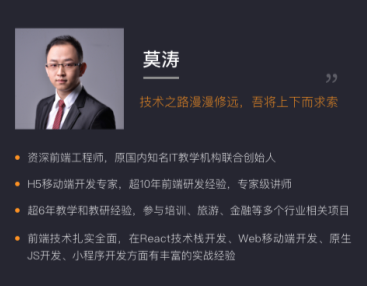 莫涛
”
技术之路漫漫修远，吾将上下而求索
资深前端工程师，原国内知名IT教学机构联合创始人
H5移动端开发专家，超10年前端研发经验，专家级讲师
超6年教学和教研经验，参与培训、旅游、金融等多个行业相关项目
前端技术扎实全面，在React技术栈开发、Web移动端开发、原生
JS开发、小程序开发方面有丰富的实战经验